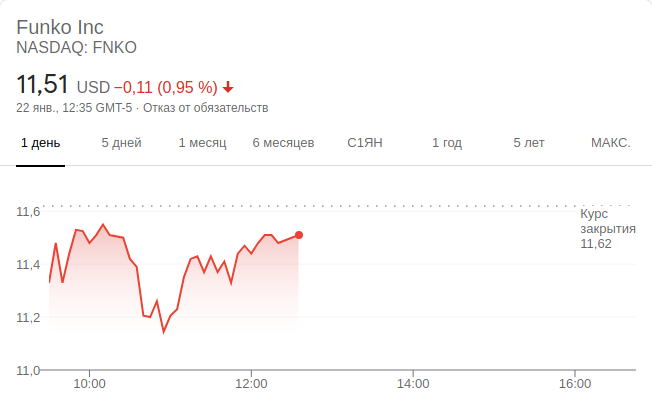 Funko Inc
NASDAQ: FNKO
11,51 USD −0,11 (0,95 %)
22 янв., 12:35 GMT-5 · Отказ от обязательств
1 день 5 дней 1 месяц 6 месяцев С1ЯН 1 год 5 лет МАКС.
11,6
Курс
закрытия
11,62
11,4
11,2
11,0
10:00 12:00 14:00 16:00